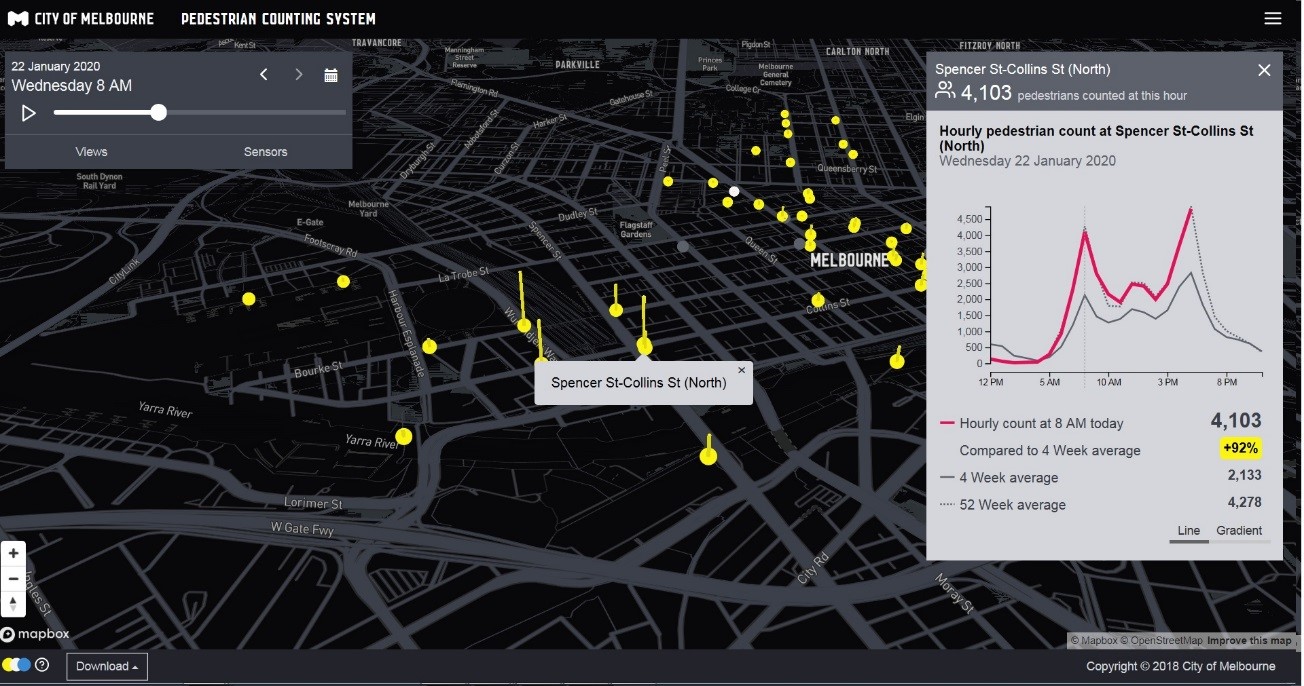 CITY OF MELBOURNE PEDESTRIAN COUNTING SYSTEM
22 January 2020
Wednesday 8 AM
Views Sensors
Kent St
TRAVANCORE
Manningham
Street
Reserve
PARKVILLE
Princes
Park
Pigdon St
Melbourne
General
Cemetery
College Cr
CARLTON NORTH
FITZROY NORTH
Elgin
Flemington Rd
Gatehouse St
Harker St
Abbotsford St
Curzon St
Dryburgh St
Peel St
Queensberry St
South Dynon
Rail Yard
Melbourne
Yard
E-Gate
Footscray Rd
CityLink
Dudley St
Spencer St
Flagstaff
Gardens
Queen St
MELBOURNE
La Trobe St
Collins St
Harbour Esplanade
Bourke St
Yarra River
Yarra River
Lorimer St
W Gate Fwy
Ingles St
City Rd
Moray St
Spencer St-Collins St (North) ×
Spencer St-Collins St (North)
4,103 pedestrians counted at this hour
Hourly pedestrian count at Spencer St-Collins St
(North)
Wednesday 22 January 2020
4,500
4,000
3,500
3,000
2,500
2,000
1,500
1,000
500
0
12 PM 5 AM 10 AM 3 PM 8 PM
Hourly count at 8 AM today 4,103
Compared to 4 Week average +92%
4 Week average 2,133
52 Week average 4,278
Line Gradient
+
−
mapbox
© Mapbox © OpenStreetMap Improve this map
? Download
Copyright © 2018 City of Melbourne